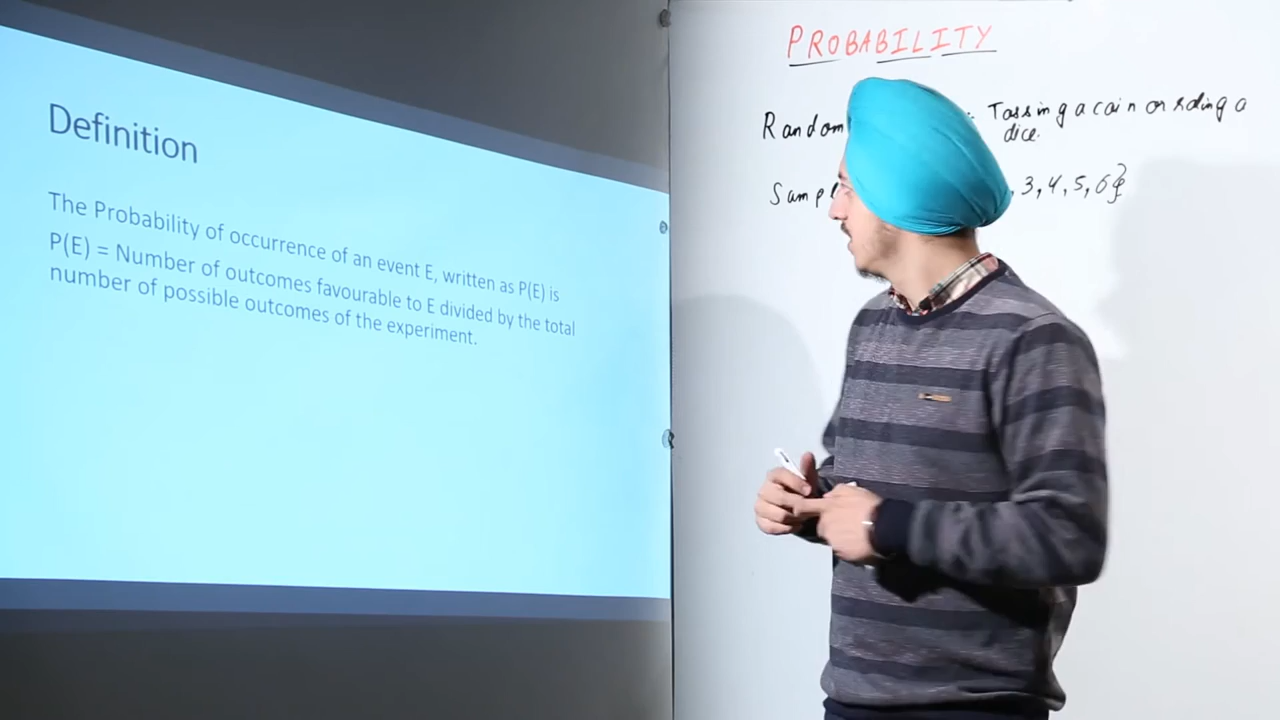 Definition
The Probability of occurrence of an event E, written as P(E) is
P(E) = Number of outcomes favourable to E divided by the total
number of possible outcomes of the experiment.
PROBABILITY
Random Tossing a coin or roling a
dice.
3, 4, 5, 6}